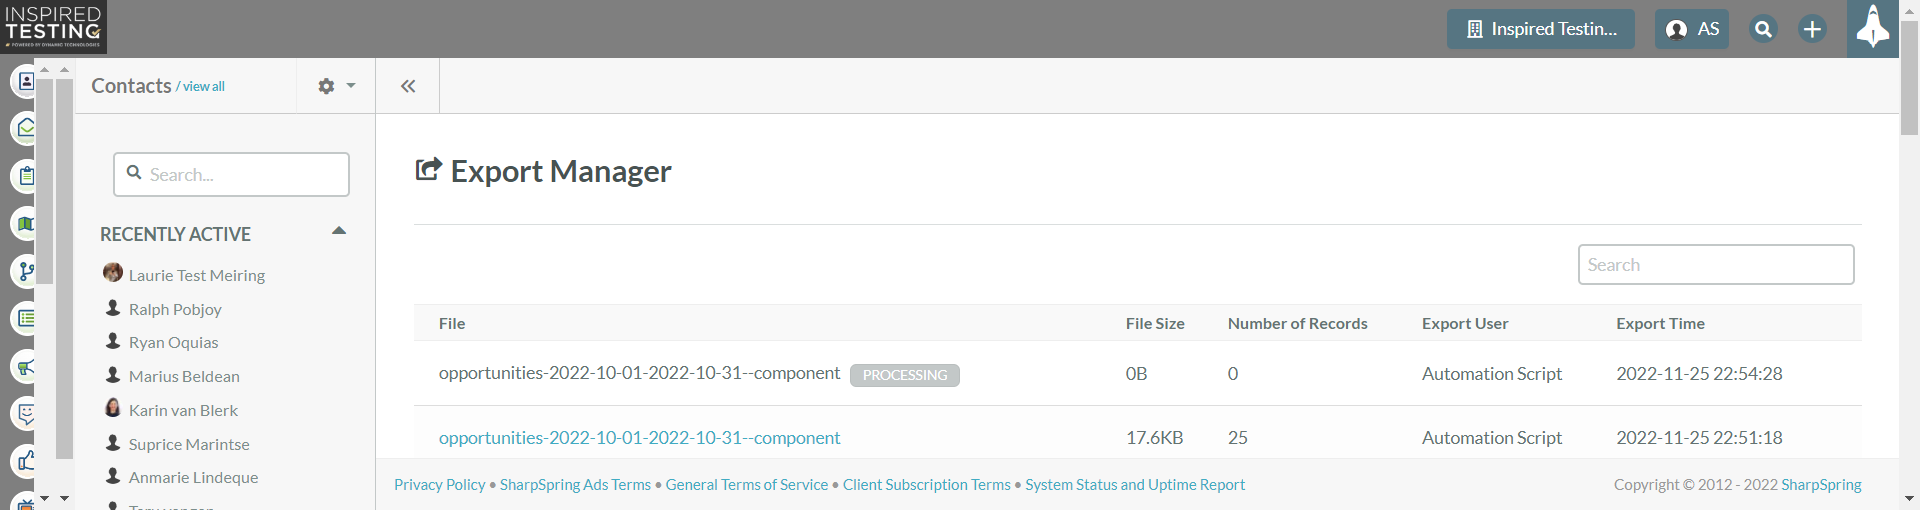 INSPIRED
TESTING
POWERED BY DYNAMIC TECHNOLOGIES
Inspired Testin...
AS
Contacts / view all
Search...
RECENTLY ACTIVE
Laurie Test Meiring
Ralph Pobjoy
Ryan Oquias
Marius Beldean
Karin van Blerk
Suprice Marintse
Anmarie Lindeque
Export Manager
Search
File File Size Number of Records Export User Export Time
opportunities-2022-10-01-2022-10-31--component PROCESSING 0B 0 Automation Script 2022-11-25 22:54:28
opportunities-2022-10-01-2022-10-31--component 17.6KB 25 Automation Script 2022-11-25 22:51:18
Privacy Policy • SharpSpring Ads Terms • General Terms of Service • Client Subscription Terms • System Status and Uptime Report
Copyright © 2012 - 2022 SharpSpring